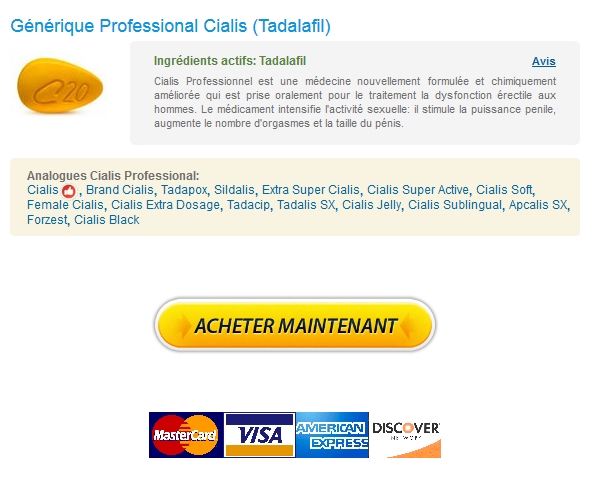 Générique Professional Cialis (Tadalafil)
C20
Ingrédients actifs: Tadalafil
Avis
Cialis Professionnel est une médecine nouvellement formulée et chimiquement
améliorée qui est prise oralement pour le traitement la dysfonction érectile aux
hommes. Le médicament intensifie l'activité sexuelle: il stimule la puissance penile,
augmente le nombre d'orgasmes et la taille du pénis.
Analogues Cialis Professional:
Cialis , Brand Cialis, Tadapox, Sildalis, Extra Super Cialis, Cialis Super Active, Cialis Soft,
Female Cialis, Cialis Extra Dosage, Tadacip, Tadalis SX, Cialis Jelly, Cialis Sublingual, Apcalis SX,
Forzest, Cialis Black
ACHETER MAINTENANT
MasterCard
VISA
AMERICAN
EXPRESS
DISCOVER
NETWORK